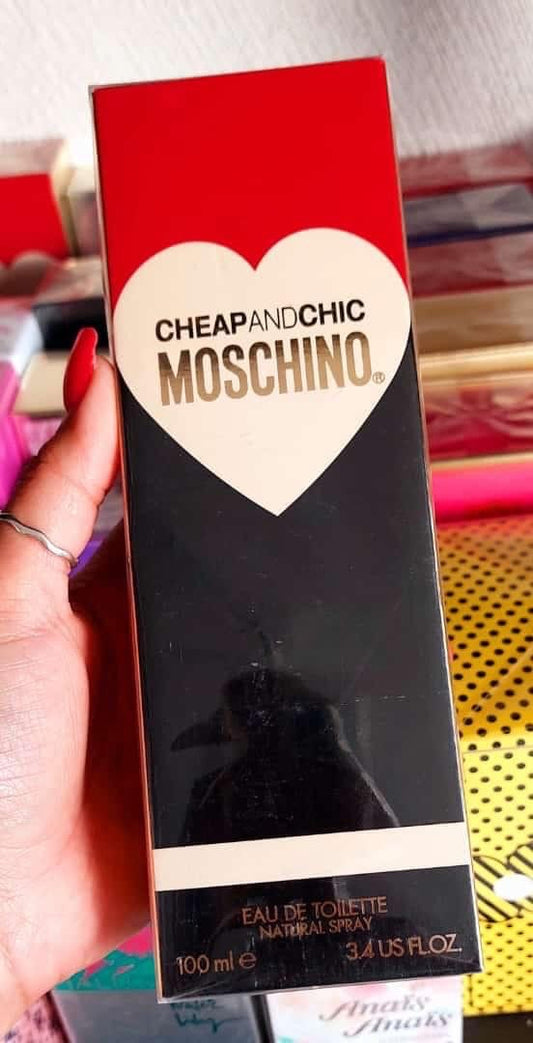 CHEAPANDCHIC
MOSCHINO®
EAU DE TOILETTE
NATURAL SPRAY
100 ml ℮ 3.4 US FL.OZ.
Anaïs
Anaïs